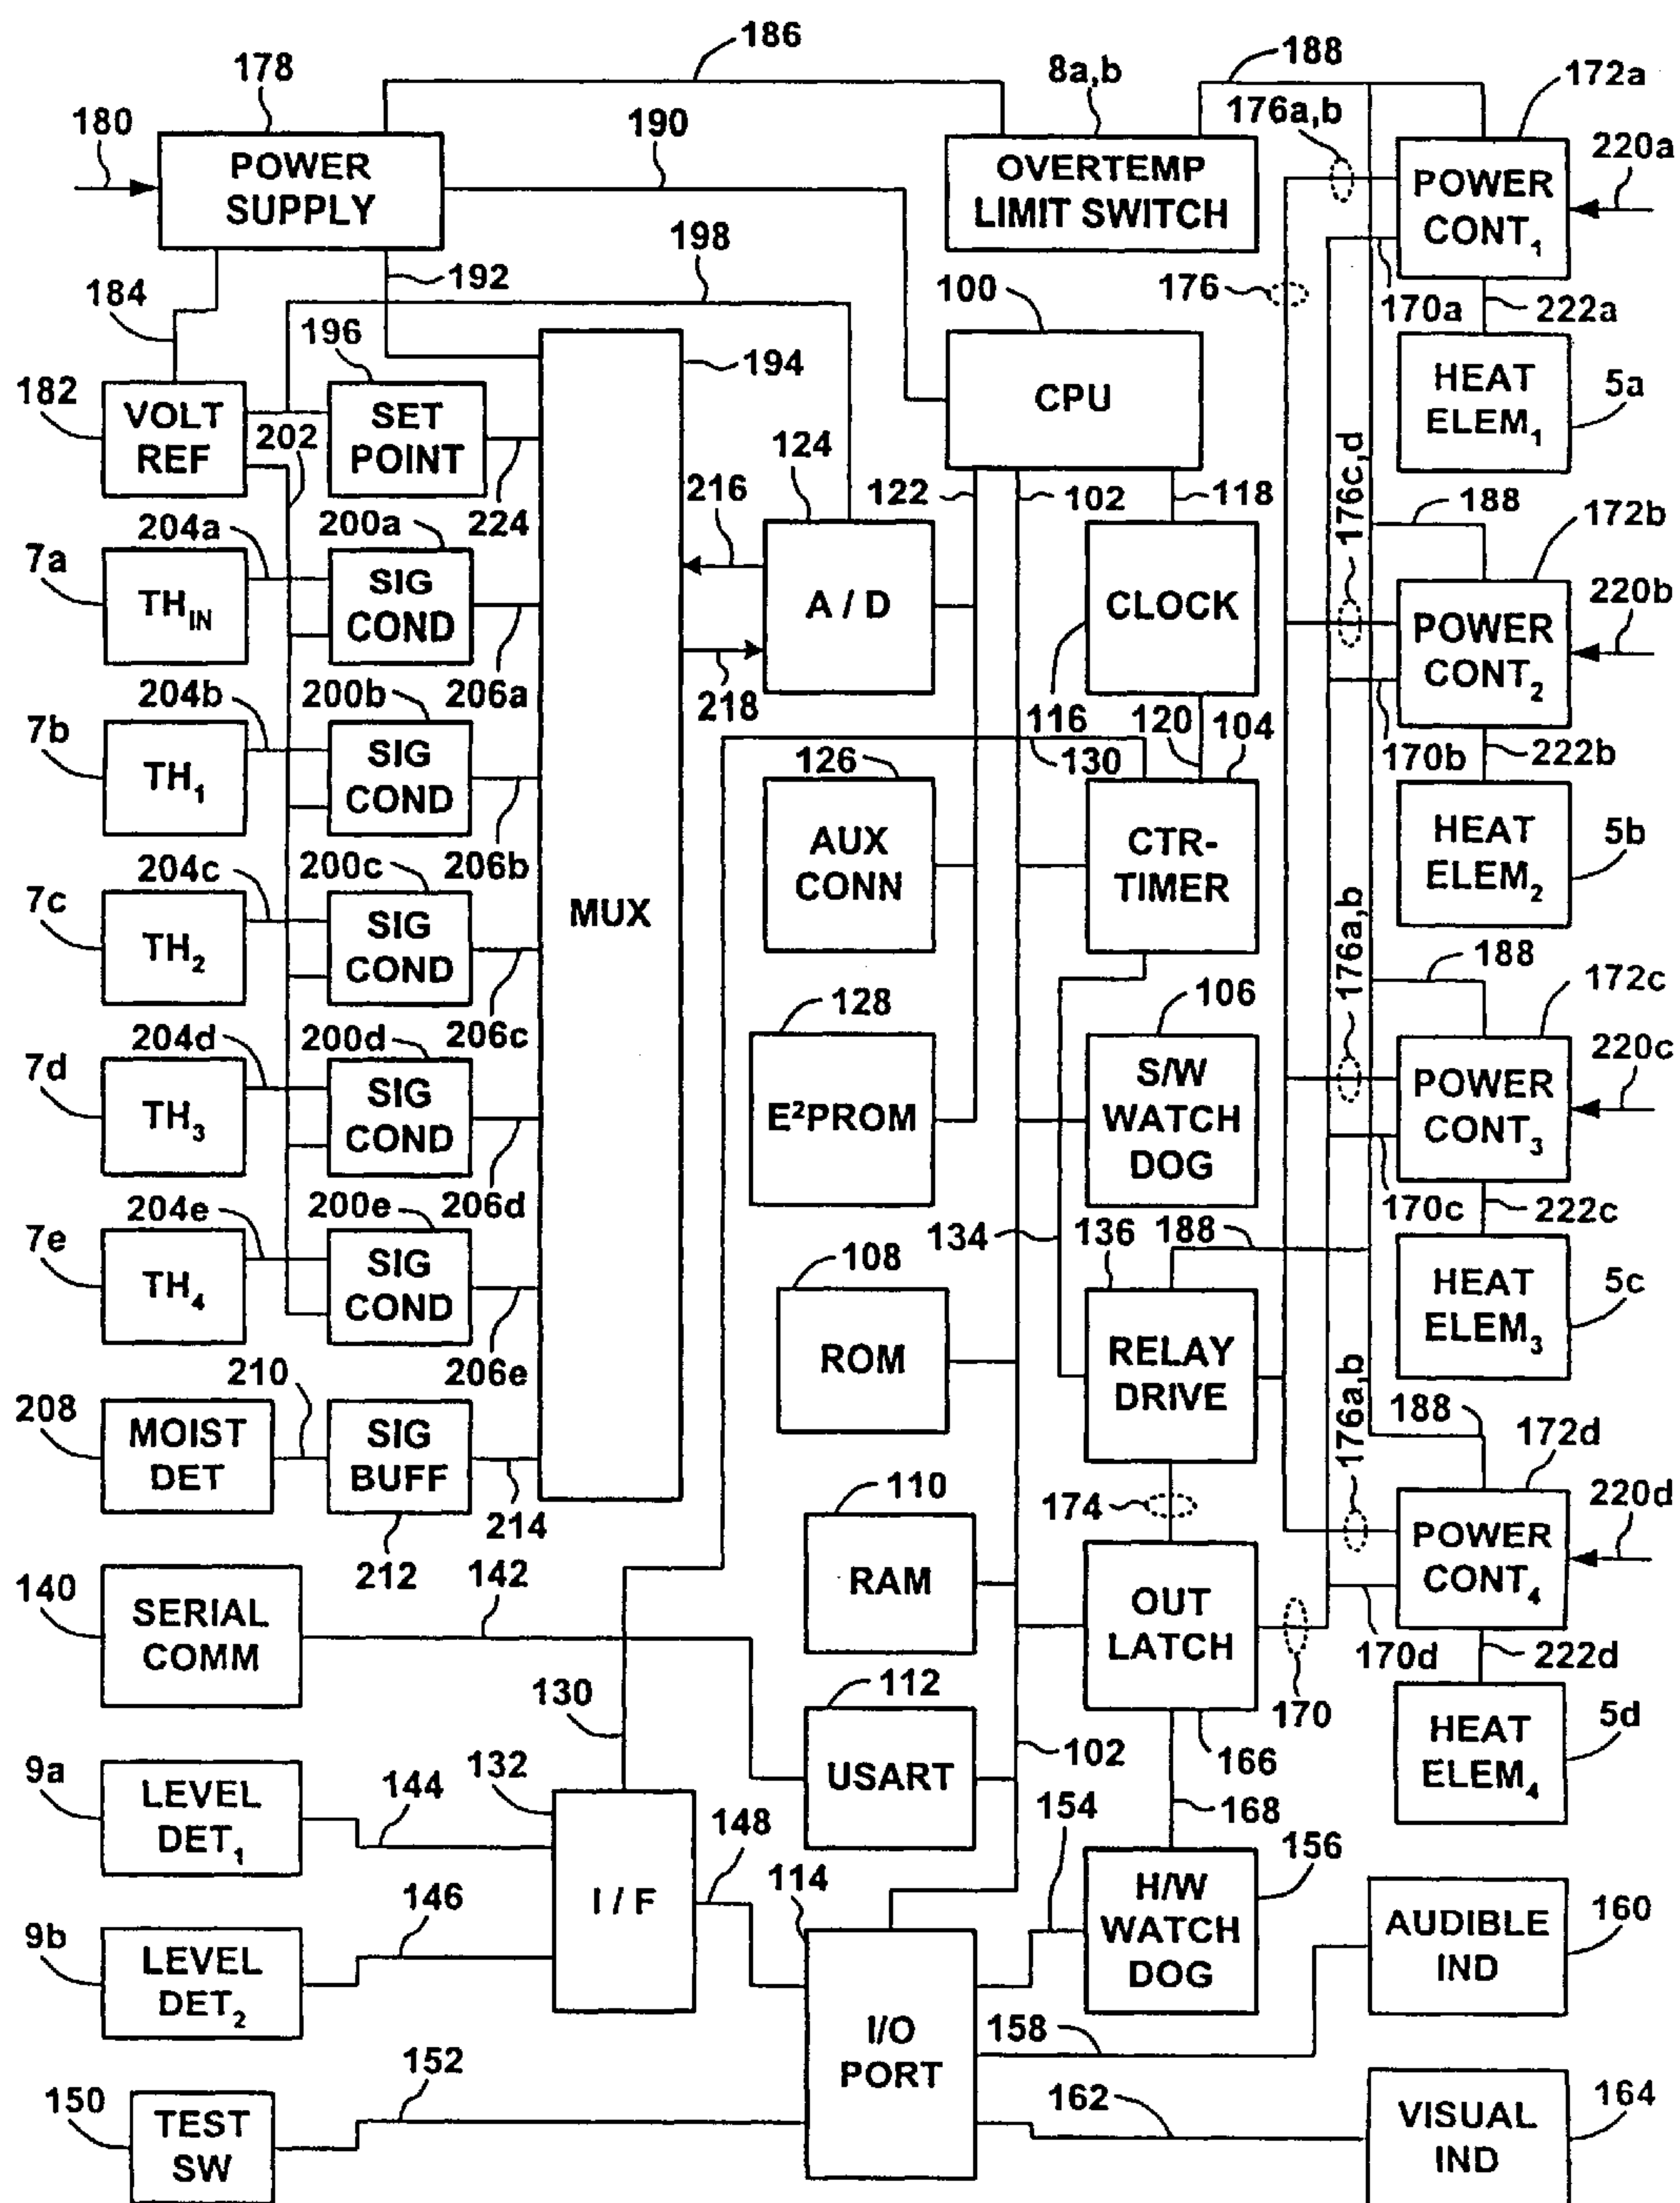 186
178
8a,b
188
172a
180
190
176a,b
220a
POWER
SUPPLY
OVERTEMP
LIMIT SWITCH
POWER
CONT₁
198
192
184
100
176
170a
222a
196
194
182
VOLT
REF
202
SET
POINT
CPU
HEAT
ELEM₁
5a
124
176c,d
216
122
102
118
188
172b
204a
200a
224
7a
TH_IN
SIG
COND
A / D
CLOCK
POWER
CONT₂
220b
206a
218
204b
200b
116
120
104
7b
130
170b
222b
126
TH₁
SIG
COND
206b
AUX
CONN
CTR-
TIMER
HEAT
ELEM₂
5b
204c
200c
7c
MUX
176a,b
TH₂
SIG
COND
188
172c
128
106
206c
204d
200d
7d
TH₃
SIG
COND
E²PROM
S/W
WATCH
DOG
POWER
CONT₃
220c
206d
204e
200e
134
136
188
170c
222c
7e
108
TH₄
SIG
COND
HEAT
ELEM₃
5c
ROM
RELAY
DRIVE
206e
210
176a,b
208
MOIST
DET
SIG
BUFF
188
172d
110
174
220d
214
212
142
POWER
CONT₄
140
SERIAL
COMM
RAM
OUT
LATCH
170d
222d
130
112
170
5d
9a
132
USART
102
166
HEAT
ELEM₄
LEVEL
DET₁
144
168
154
148
114
156
9b
146
I / F
H/W
WATCH
DOG
AUDIBLE
IND
160
LEVEL
DET₂
158
I/O
PORT
150
152
162
164
TEST
SW
VISUAL
IND